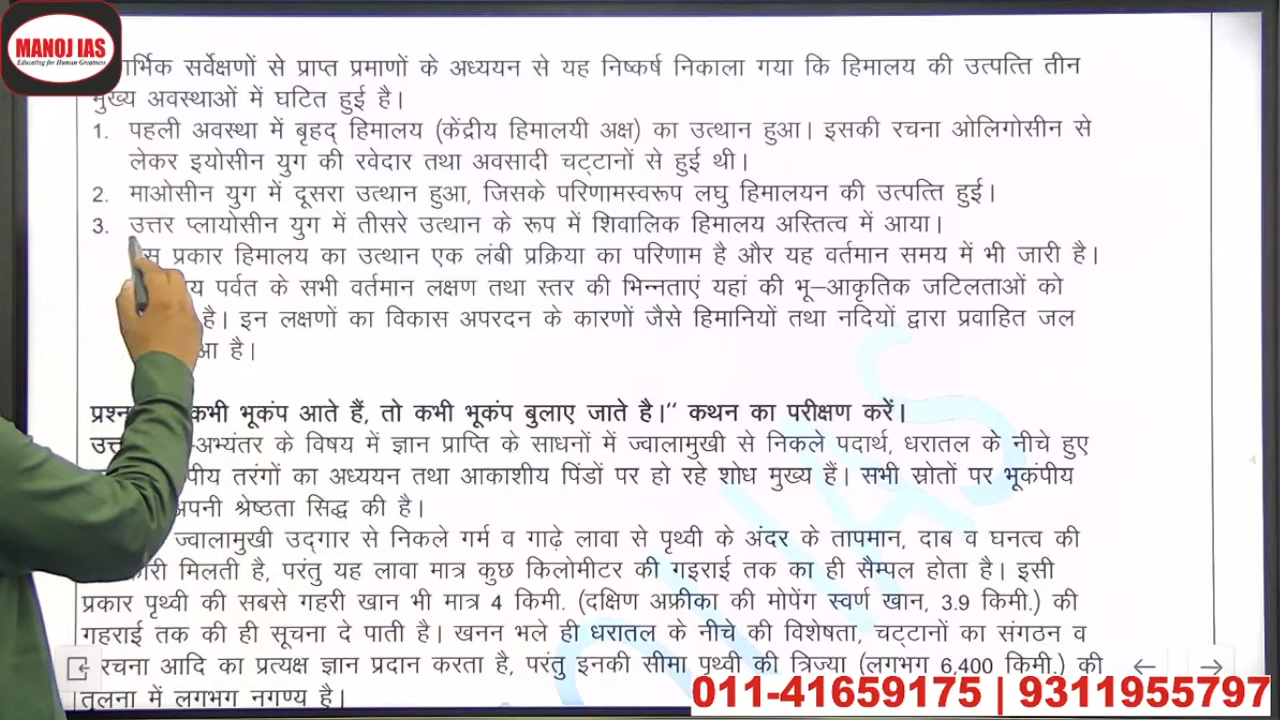 MANOJ IAS
Educating for Human Greatness
र्भिक सर्वेक्षणों से प्राप्त प्रमाणों के अध्ययन से यह निष्कर्ष निकाला गया कि हिमालय की उत्पत्ति तीन
मुख्य अवस्थाओं में घटित हुई है।
1. पहली अवस्था में बृहद् हिमालय (केंद्रीय हिमालयी अक्ष) का उत्थान हुआ। इसकी रचना ओलिगोसीन से
लेकर इयोसीन युग की रवेदार तथा अवसादी चट्टानों से हुई थी।
2. माओसीन युग में दूसरा उत्थान हुआ, जिसके परिणामस्वरूप लघु हिमालयन की उत्पत्ति हुई।
3. उत्तर प्लायोसीन युग में तीसरे उत्थान के रूप में शिवालिक हिमालय अस्तित्व में आया।
स प्रकार हिमालय का उत्थान एक लंबी प्रक्रिया का परिणाम है और यह वर्तमान समय में भी जारी है।
य पर्वत के सभी वर्तमान लक्षण तथा स्तर की भिन्नताएं यहां की भू–आकृतिक जटिलताओं को
है। इन लक्षणों का विकास अपरदन के कारणों जैसे हिमानियों तथा नदियों द्वारा प्रवाहित जल
आ है।
प्रश्न कभी भूकंप आते हैं, तो कभी भूकंप बुलाए जाते है।" कथन का परीक्षण करें।
उत्त -अभ्यंतर के विषय में ज्ञान प्राप्ति के साधनों में ज्वालामुखी से निकले पदार्थ, धरातल के नीचे हुए
पीय तरंगों का अध्ययन तथा आकाशीय पिंडों पर हो रहे शोध मुख्य हैं। सभी स्रोतों पर भूकंपीय
अपनी श्रेष्ठता सिद्ध की है।
ज्वालामुखी उद्गार से निकले गर्म व गाढ़े लावा से पृथ्वी के अंदर के तापमान, दाब व घनत्व की
कारी मिलती है, परंतु यह लावा मात्र कुछ किलोमीटर की गइराई तक का ही सैम्पल होता है। इसी
प्रकार पृथ्वी की सबसे गहरी खान भी मात्र 4 किमी. (दक्षिण अफ्रीका की मोपेंग स्वर्ण खान, 3.9 किमी.) की
गहराई तक की ही सूचना दे पाती है। खनन भले ही धरातल के नीचे की विशेषता, चट्टानों का संगठन व
रचना आदि का प्रत्यक्ष ज्ञान प्रदान करता है, परंतु इनकी सीमा पृथ्वी की त्रिज्या (लगभग 6,400 किमी.) की
तुलना में लगभग नगण्य है।
011-41659175 | 9311955797